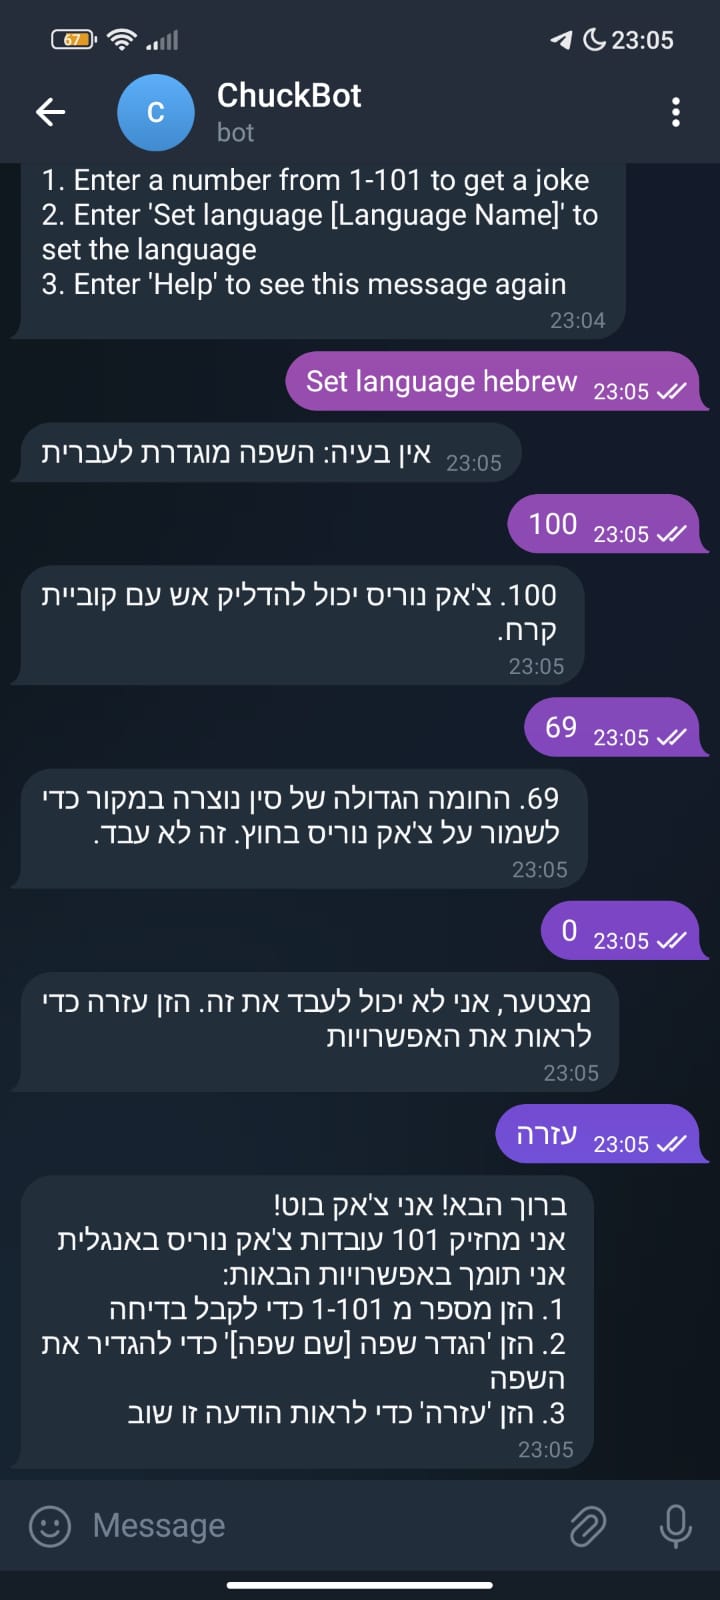 67
23:05
C
ChuckBot
bot
1. Enter a number from 1-101 to get a joke
2. Enter 'Set language [Language Name]' to
set the language
3. Enter 'Help' to see this message again
23:04
Set language hebrew 23:05
אין בעיה: השפה מוגדרת לעברית 23:05
100 23:05
100. צ'אק נוריס יכול להדליק אש עם קוביית
קרח.
23:05
69 23:05
69. החומה הגדולה של סין נוצרה במקור כדי
לשמור על צ'אק נוריס בחוץ. זה לא עבד.
23:05
0 23:05
מצטער, אני לא יכול לעבד את זה. הזן עזרה כדי
לראות את האפשרויות
23:05
עזרה 23:05
ברוך הבא! אני צ'אק בוט!
אני מחזיק 101 עובדות צ'אק נוריס באנגלית
אני תומך באפשרויות הבאות:
1. הזן מספר מ 1-101 כדי לקבל בדיחה
2. הזן 'הגדר שפה [שם שפה]' כדי להגדיר את
השפה
3. הזן 'עזרה' כדי לראות הודעה זו שוב
23:05
Message